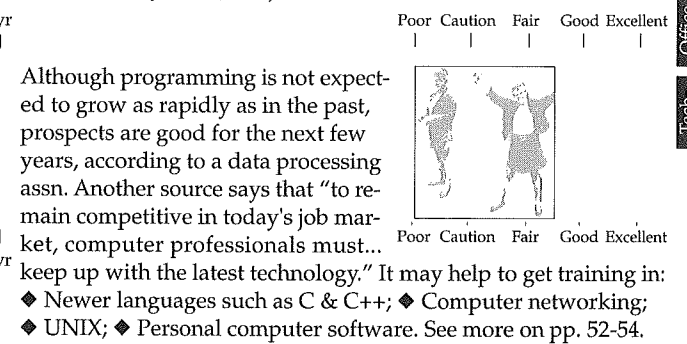 yr
Poor Caution Fair Good Excellent
Office
Tech
Although programming is not expect-
ed to grow as rapidly as in the past,
prospects are good for the next few
years, according to a data processing
assn. Another source says that "to re-
main competitive in today's job mar-
ket, computer professionals must...
Poor Caution Fair Good Excellent
yr
keep up with the latest technology." It may help to get training in:
◆ Newer languages such as C & C++; ◆ Computer networking;
◆ UNIX; ◆ Personal computer software. See more on pp. 52-54.